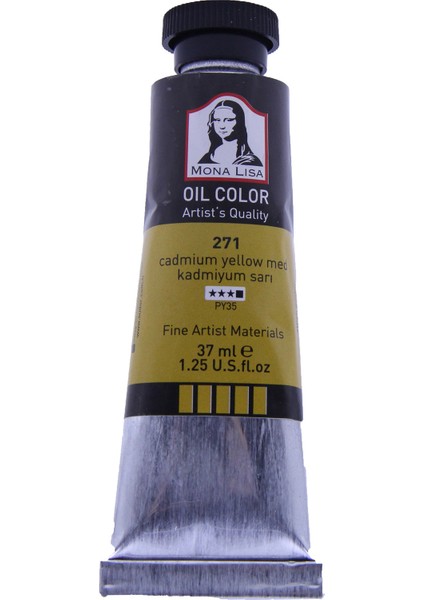 MONA LISA
OIL COLOR
Artist's Quality
271
cadmium yellow med
kadmiyum sarı
★★★■
PY35
Fine Artist Materials
37 ml ℮
1.25 U.S.fl.oz